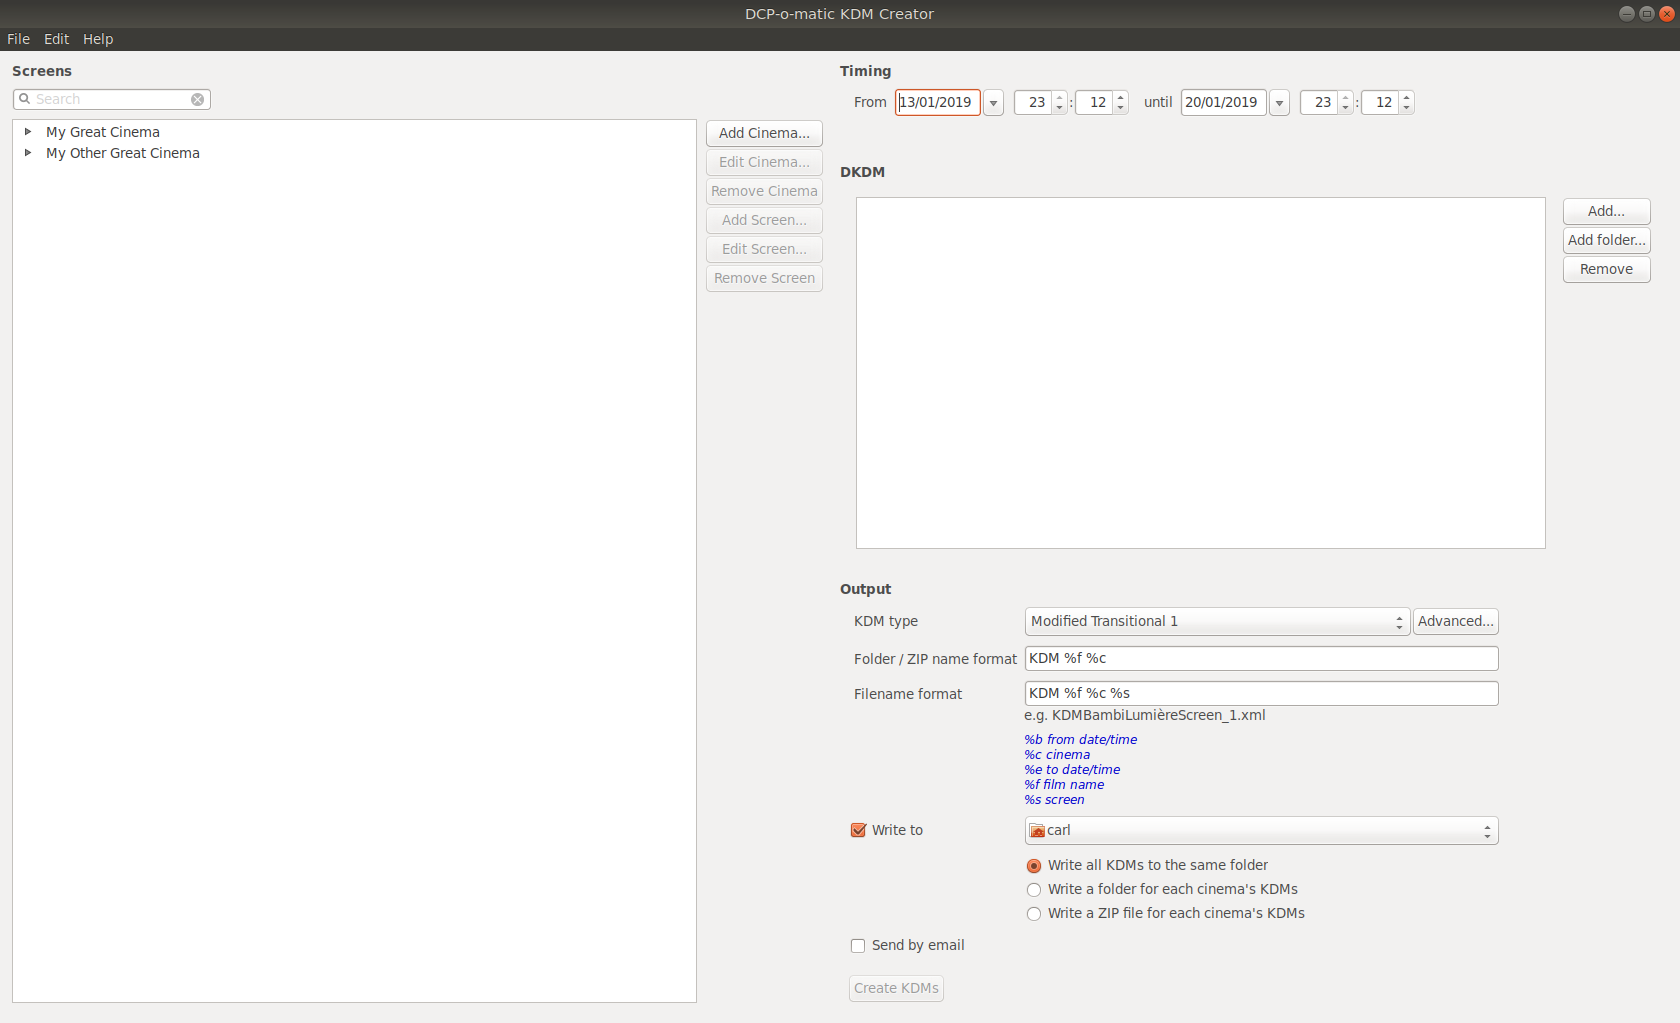 DCP-o-matic KDM Creator
File Edit Help
Screens
Search
My Great Cinema
My Other Great Cinema
Add Cinema...
Edit Cinema...
Remove Cinema
Add Screen...
Edit Screen...
Remove Screen
Timing
From 13/01/2019 23 : 12 until 20/01/2019 23 : 12
DKDM
Add...
Add folder...
Remove
Output
KDM type Modified Transitional 1 Advanced...
Folder / ZIP name format KDM %f %c
Filename format KDM %f %c %s
e.g. KDMBambiLumièreScreen_1.xml
%b from date/time
%c cinema
%e to date/time
%f film name
%s screen
Write to carl
Write all KDMs to the same folder
Write a folder for each cinema's KDMs
Write a ZIP file for each cinema's KDMs
Send by email
Create KDMs